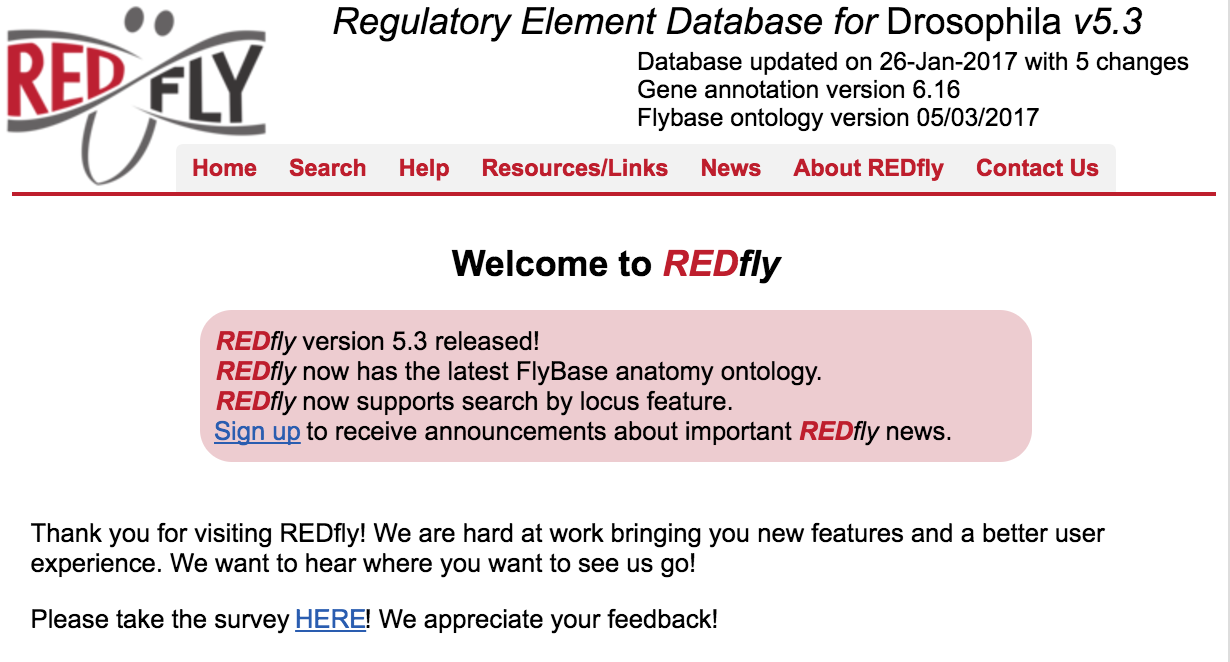 REDFLY
Regulatory Element Database for Drosophila v5.3
Database updated on 26-Jan-2017 with 5 changes
Gene annotation version 6.16
Flybase ontology version 05/03/2017
Home Search Help Resources/Links News About REDfly Contact Us
Welcome to REDfly
REDfly version 5.3 released!
REDfly now has the latest FlyBase anatomy ontology.
REDfly now supports search by locus feature.
Sign up to receive announcements about important REDfly news.
Thank you for visiting REDfly! We are hard at work bringing you new features and a better user
experience. We want to hear where you want to see us go!
Please take the survey HERE! We appreciate your feedback!